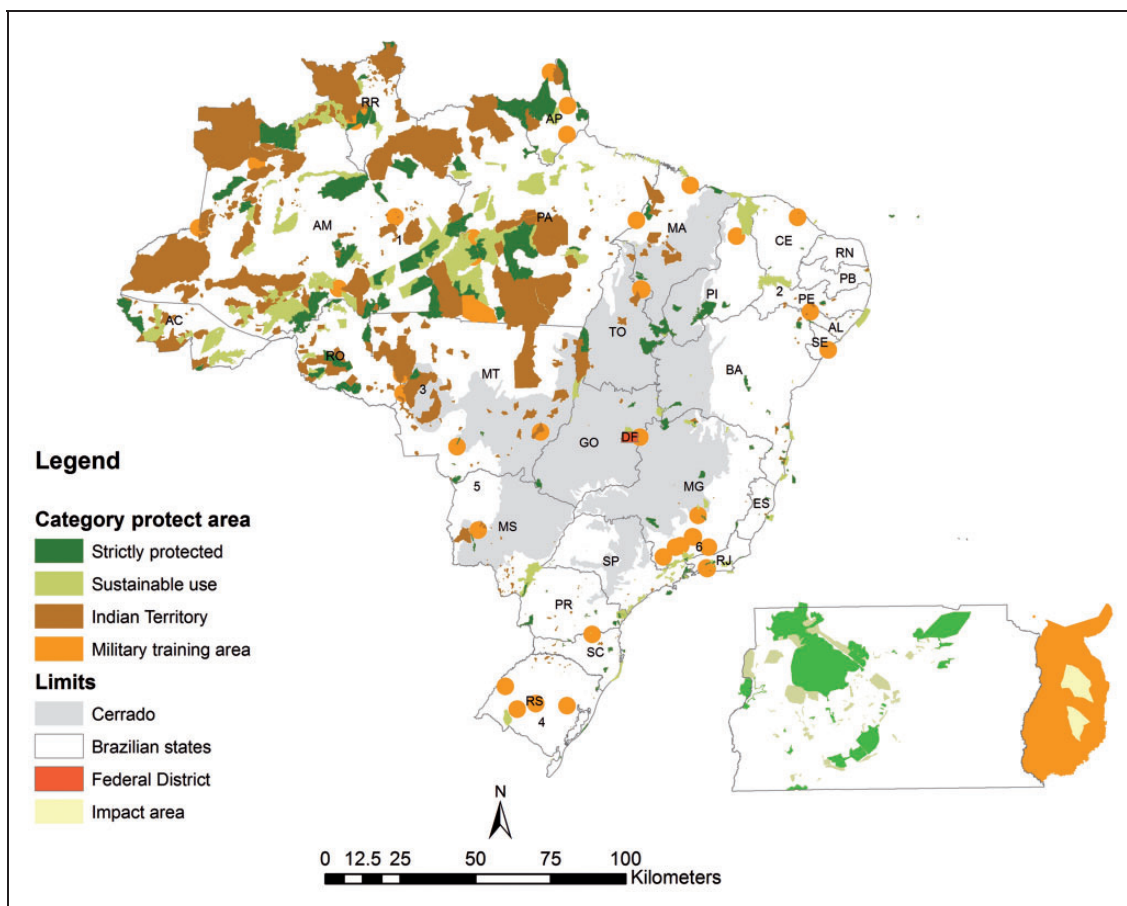 RR
AP
AM
1
PA
MA
CE
RN
PB
PI
2
PE
AL
SE
AC
RO
TO
3
MT
BA
DF
GO
5
MG
ES
MS
6
SP
RJ
PR
SC
RS
4
Legend
Category protect area
Strictly protected
Sustainable use
Indian Territory
Military training area
Limits
Cerrado
Brazilian states
Federal District
Impact area
N
0 12.5 25 50 75 100
Kilometers